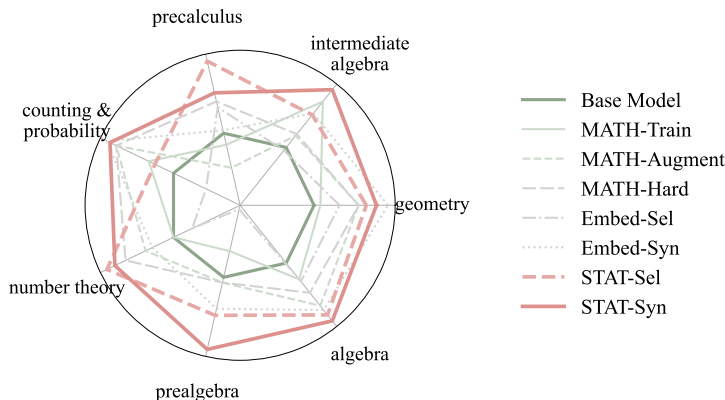 precalculus
intermediate
algebra
counting &
probability
geometry
number theory
algebra
prealgebra
Base Model
MATH-Train
MATH-Augment
MATH-Hard
Embed-Sel
Embed-Syn
STAT-Sel
STAT-Syn